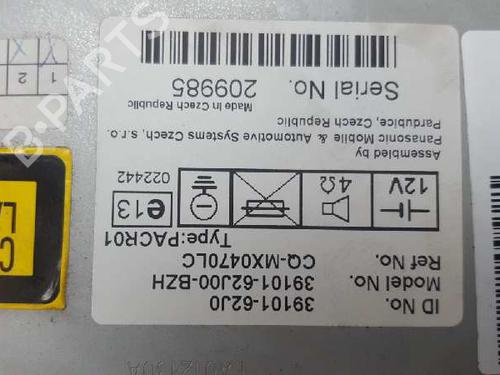 ID No. 39101-62J0
Model No. 39101-62J00-BZH
Ref No. CQ-MX0470LC
Type:PACR01
12V
4Ω
e13
022442
Assembled by
Panasonic Mobile & Automotive Systems Czech, s.r.o.
Pardubice, Czech Republic
Made in Czech Republic
Serial No. 209985
1 Y
2 X
C
LA
B-PARTS